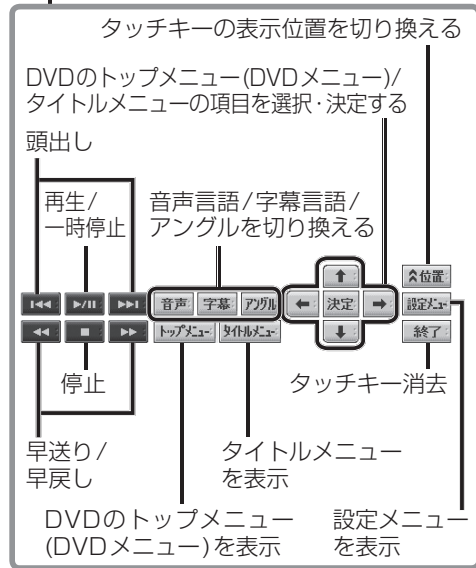 タッチキーの表示位置を切り換える
DVDのトップメニュー(DVDメニュー)/
タイトルメニューの項目を選択・決定する
頭出し
再生/
一時停止
音声言語/字幕言語/
アングルを切り換える
音声 字幕 アングル 決定 位置
トップメニュー タイトルメニュー 設定メニュー
終了
停止
タッチキー消去
早送り/
早戻し
タイトルメニュー
を表示
DVDのトップメニュー
(DVDメニュー)を表示
設定メニュー
を表示